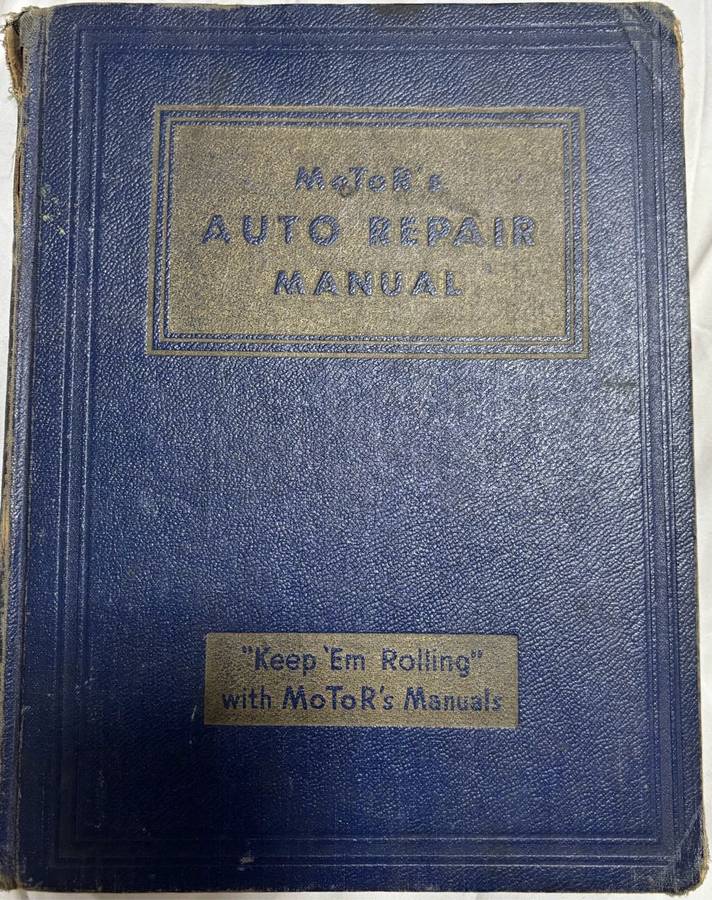 MoToR's
AUTO REPAIR
MANUAL
"Keep 'Em Rolling"
with MoToR's Manuals